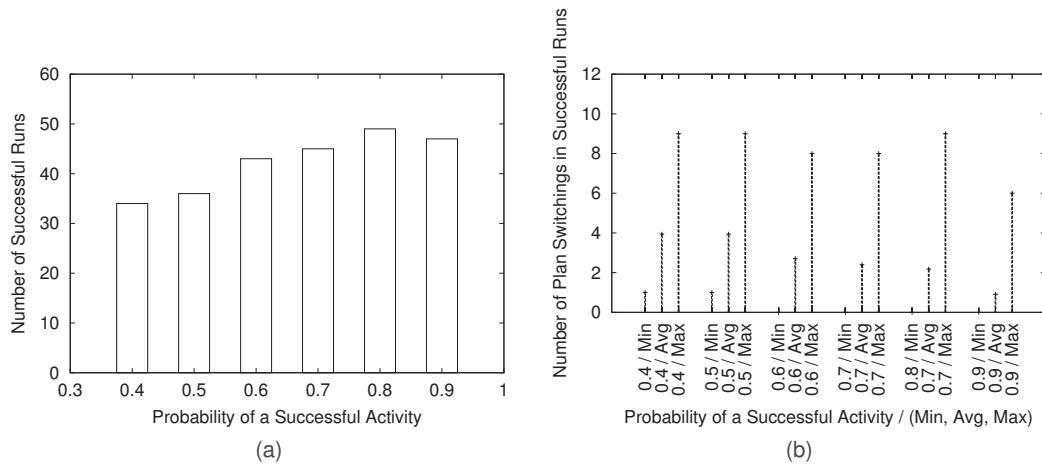 Number of Successful Runs
60
50
40
30
20
10
0
0.3 0.4 0.5 0.6 0.7 0.8 0.9 1
Probability of a Successful Activity
(a)
Number of Plan Switchings in Successful Runs
12
10
8
6
4
2
0
0.4 / Min
0.4 / Avg
0.4 / Max
0.5 / Min
0.5 / Avg
0.5 / Max
0.6 / Min
0.6 / Avg
0.6 / Max
0.7 / Min
0.7 / Avg
0.7 / Max
0.8 / Min
0.7 / Avg
0.7 / Max
0.9 / Min
0.9 / Avg
0.9 / Max
Probability of a Successful Activity / (Min, Avg, Max)
(b)